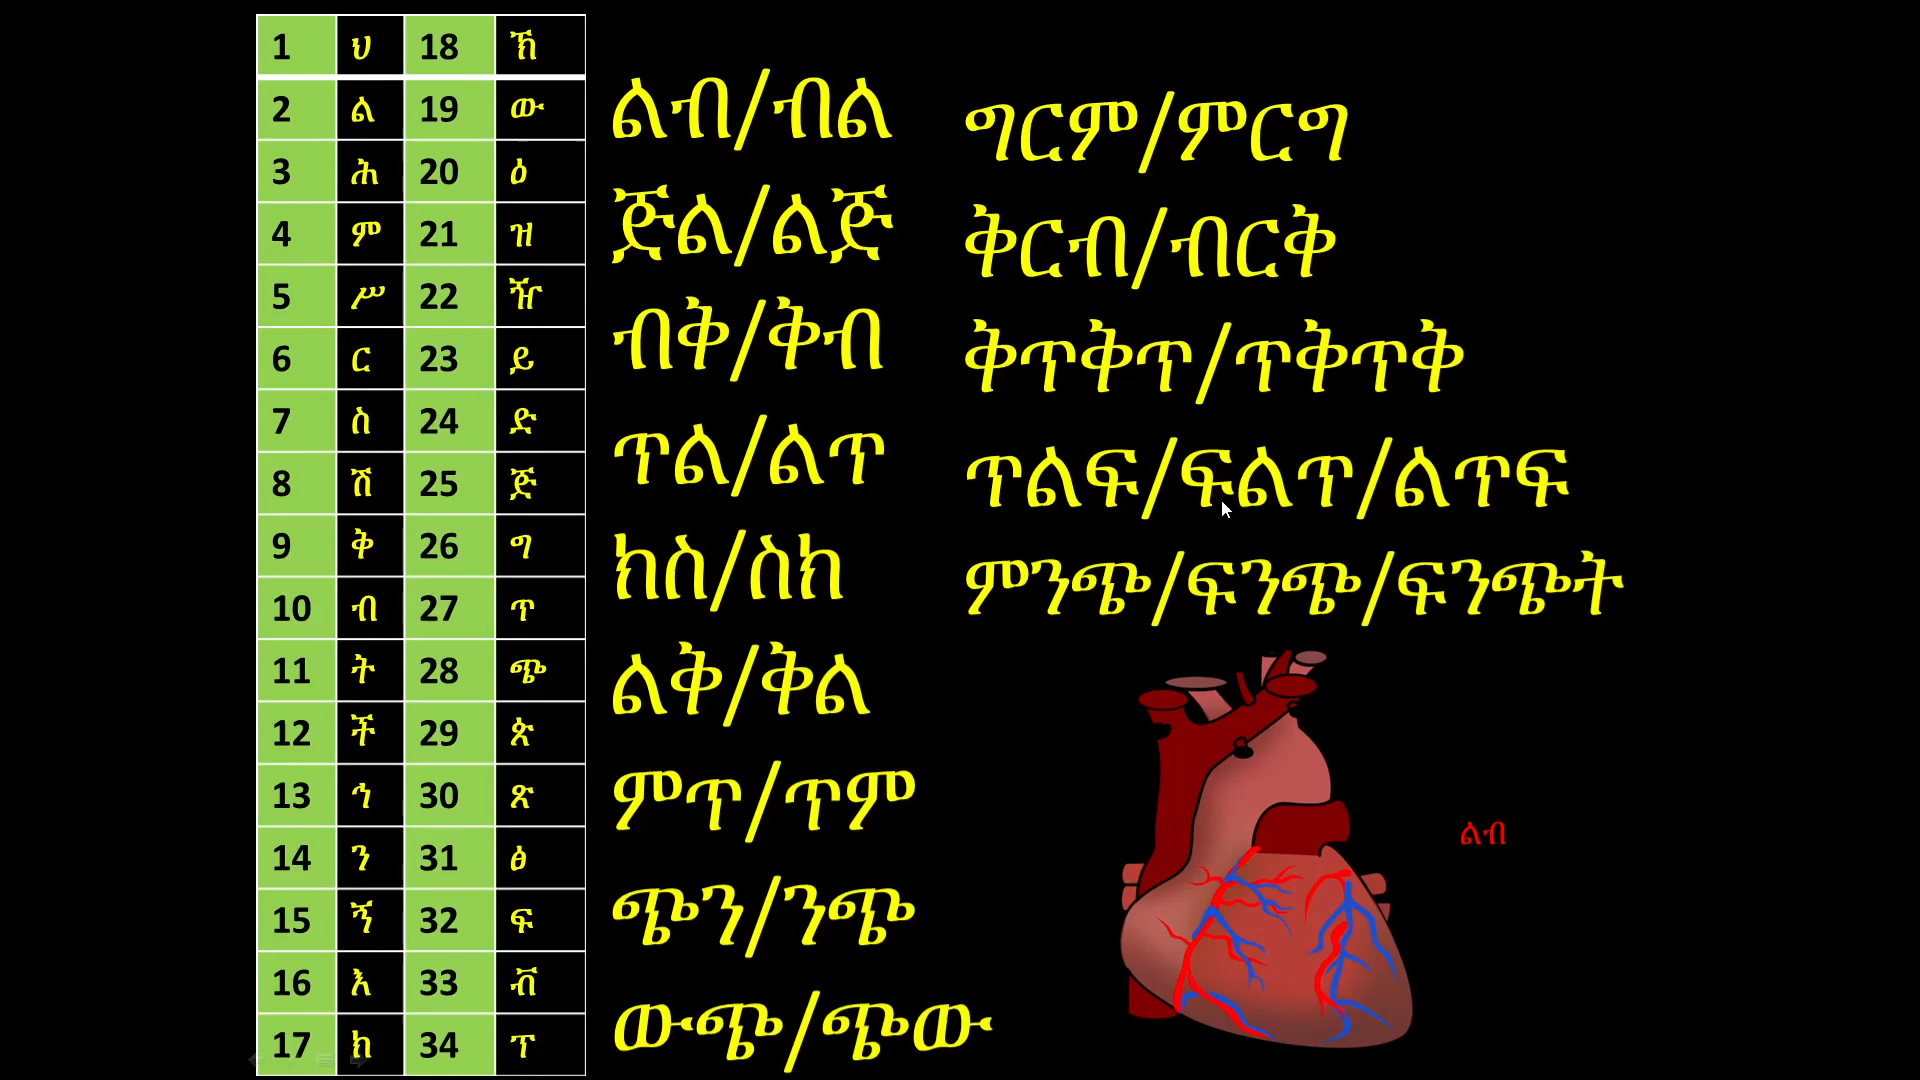 1 ህ 18 ኽ
2 ል 19 ው
3 ሕ 20 ዕ
4 ም 21 ዝ
5 ሥ 22 ዥ
6 ር 23 ይ
7 ስ 24 ድ
8 ሽ 25 ጅ
9 ቅ 26 ግ
10 ብ 27 ጥ
11 ት 28 ጭ
12 ች 29 ጵ
13 ኅ 30 ጽ
14 ን 31 ፅ
15 ኝ 32 ፍ
16 እ 33 ቭ
17 ክ 34 ፕ
ልብ/ብል
ጅል/ልጅ
ብቅ/ቅብ
ጥል/ልጥ
ክስ/ስክ
ልቅ/ቅል
ምጥ/ጥም
ጭን/ንጭ
ውጭ/ጭው
ግርም/ምርግ
ቅርብ/ብርቅ
ቅጥቅጥ/ጥቅጥቅ
ጥልፍ/ፍልጥ/ልጥፍ
ምንጭ/ፍንጭ/ፍንጭት
ልብ